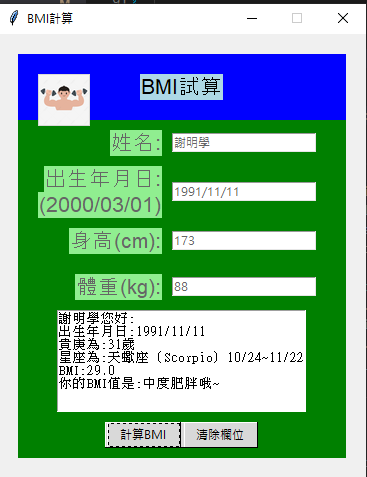 BMI計算
BMI試算
姓名:
謝明學
出生年月日:
(2000/03/01)
1991/11/11
身高(cm):
173
體重(kg):
88
謝明學您好:
出生年月日:1991/11/11
貴庚為:31歲
星座為:天蠍座 (Scorpio) 10/24~11/22
BMI:29.0
你的BMI值是:中度肥胖哦~
計算BMI
清除欄位